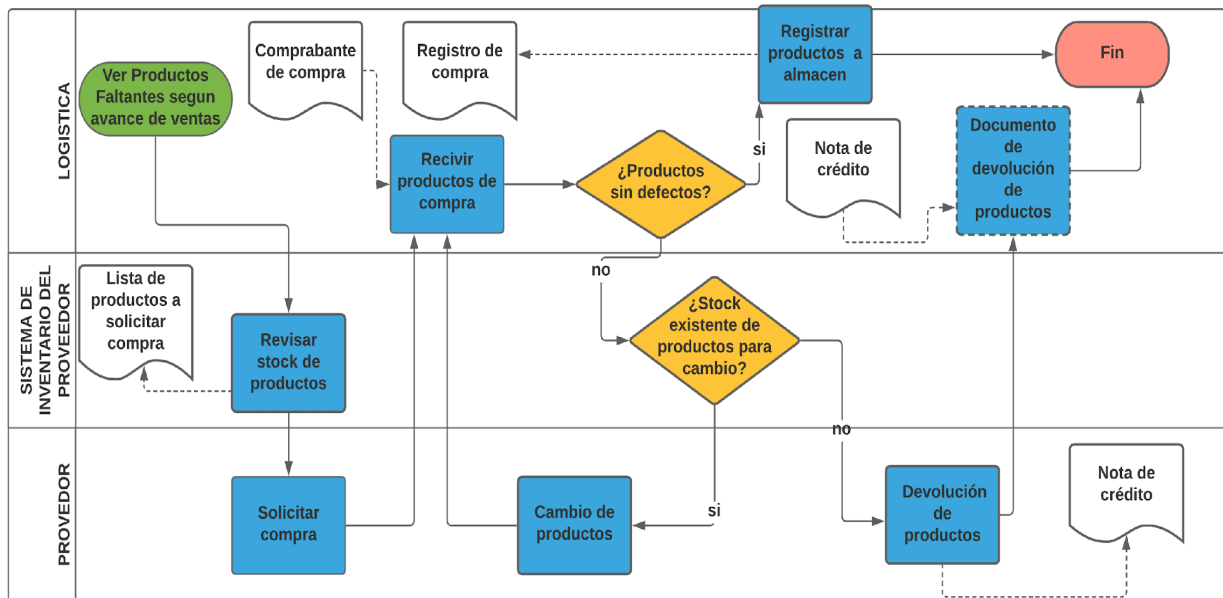 LOGISTICA
Ver Productos
Faltantes segun
avance de ventas
Comprabante
de compra
Registro de
compra
Registrar
productos a
almacen
Fin
Recivir
productos de
compra
¿Productos
sin defectos?
si
Nota de
crédito
Documento
de
devolución
de
productos
no
SISTEMA DE
INVENTARIO DEL
PROVEEDOR
Lista de
productos a
solicitar
compra
Revisar
stock de
productos
¿Stock
existente de
productos para
cambio?
no
si
PROVEDOR
Solicitar
compra
Cambio de
productos
Devolución
de
productos
Nota de
crédito